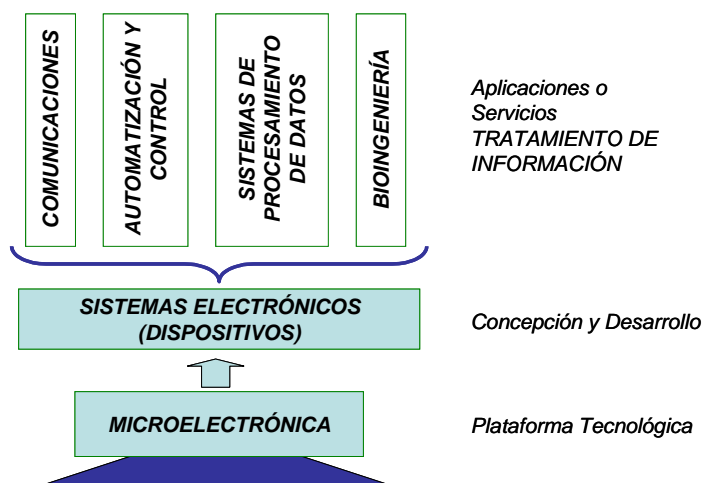 COMUNICACIONES
AUTOMATIZACIÓN Y
CONTROL
SISTEMAS DE
PROCESAMIENTO
DE DATOS
BIOINGENIERÍA
Aplicaciones o
Servicios
TRATAMIENTO DE
INFORMACIÓN
SISTEMAS ELECTRÓNICOS
(DISPOSITIVOS)
Concepción y Desarrollo
MICROELECTRÓNICA
Plataforma Tecnológica